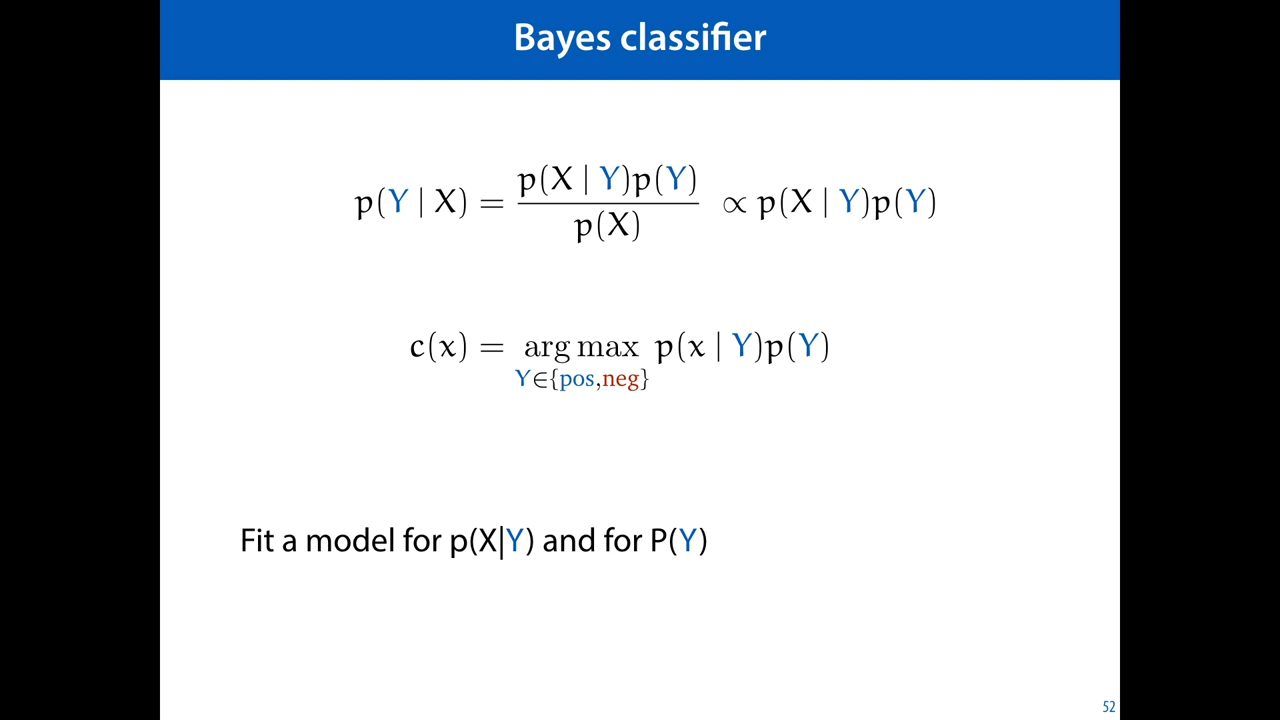 Bayes classifier
p(Y | X) = p(X | Y)p(Y) / p(X) ∝ p(X | Y)p(Y)
c(x) = arg max p(x | Y)p(Y)
Y∈{pos,neg}
Fit a model for p(X|Y) and for P(Y)
52